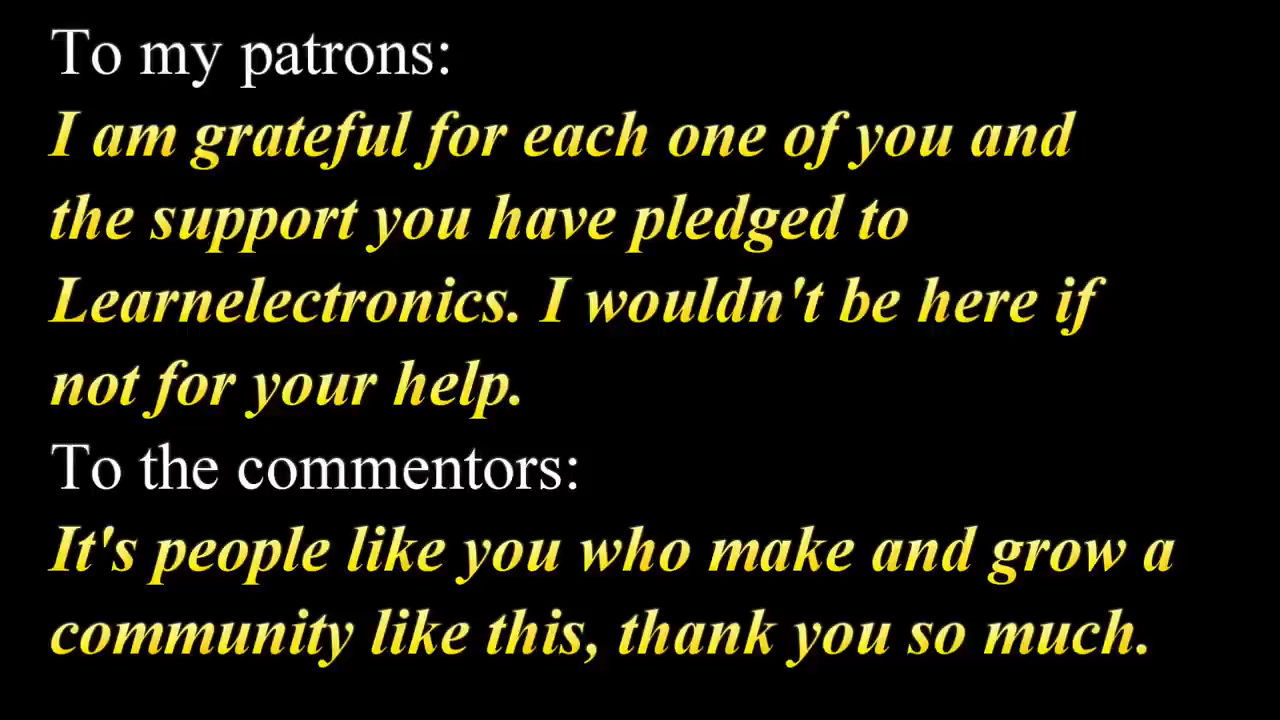 To my patrons:
I am grateful for each one of you and
the support you have pledged to
Learnelectronics. I wouldn't be here if
not for your help.
To the commentors:
It's people like you who make and grow a
community like this, thank you so much.